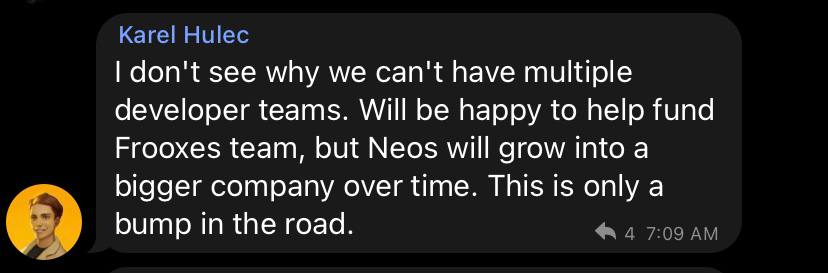 Karel Hulec
I don't see why we can't have multiple
developer teams. Will be happy to help fund
Frooxes team, but Neos will grow into a
bigger company over time. This is only a
bump in the road.
4 7:09 AM